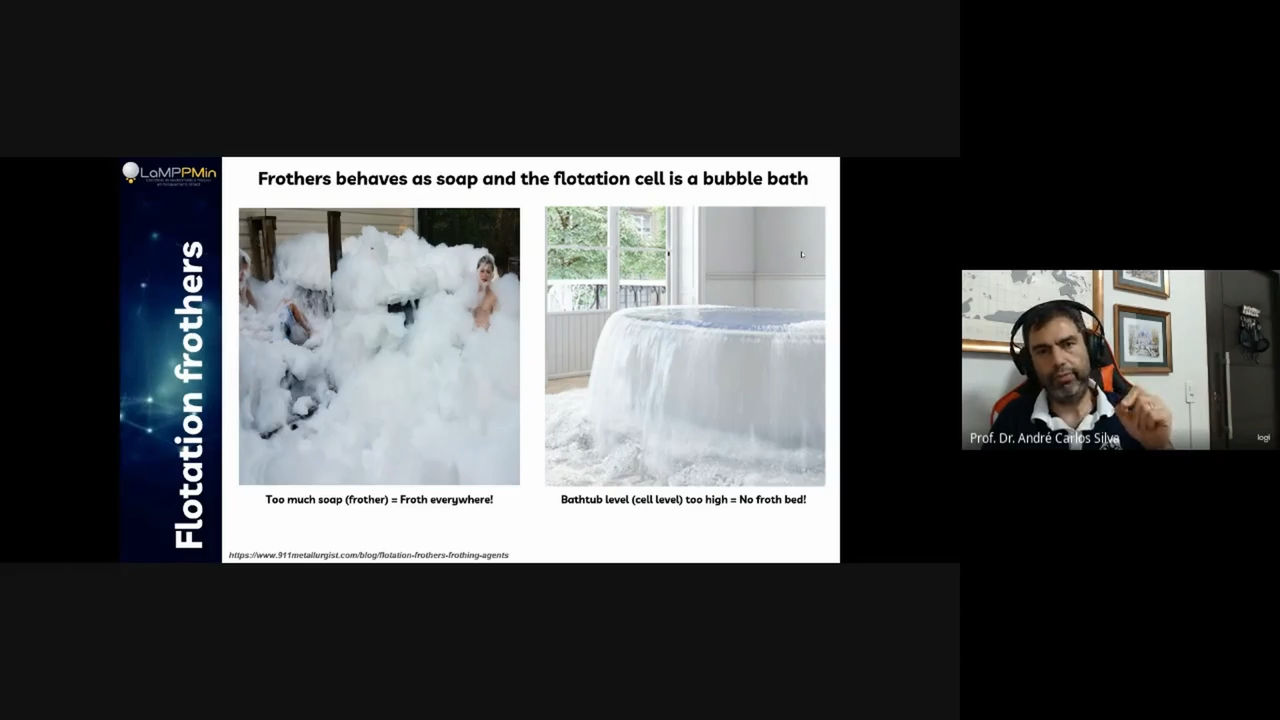 LaMPPMin
Flotation frothers
Frothers behaves as soap and the flotation cell is a bubble bath
Too much soap (frother) = Froth everywhere!
Bathtub level (cell level) too high = No froth bed!
https://www.911metallurgist.com/blog/flotation-frothers-frothing-agents
Prof. Dr. André Carlos Silva
logi